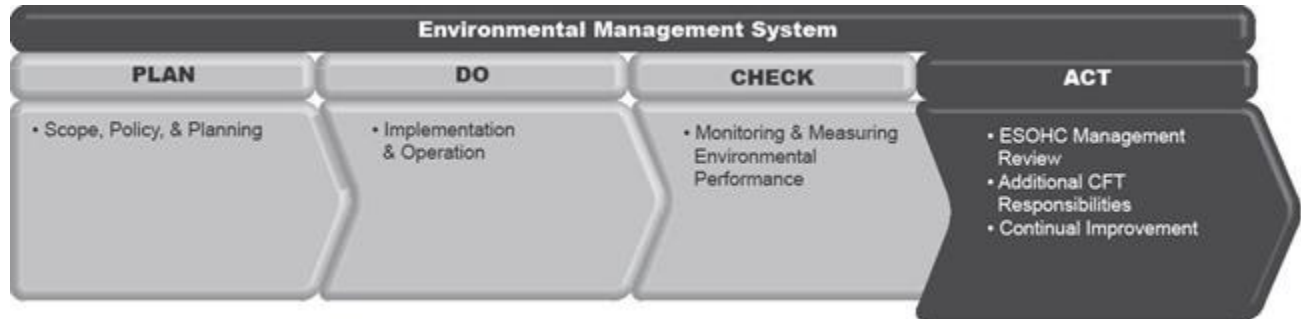 Environmental Management System
PLAN
DO
CHECK
ACT
• Scope, Policy, & Planning
• Implementation
& Operation
• Monitoring & Measuring
Environmental
Performance
• ESOHC Management
Review
• Additional CFT
Responsibilities
• Continual Improvement